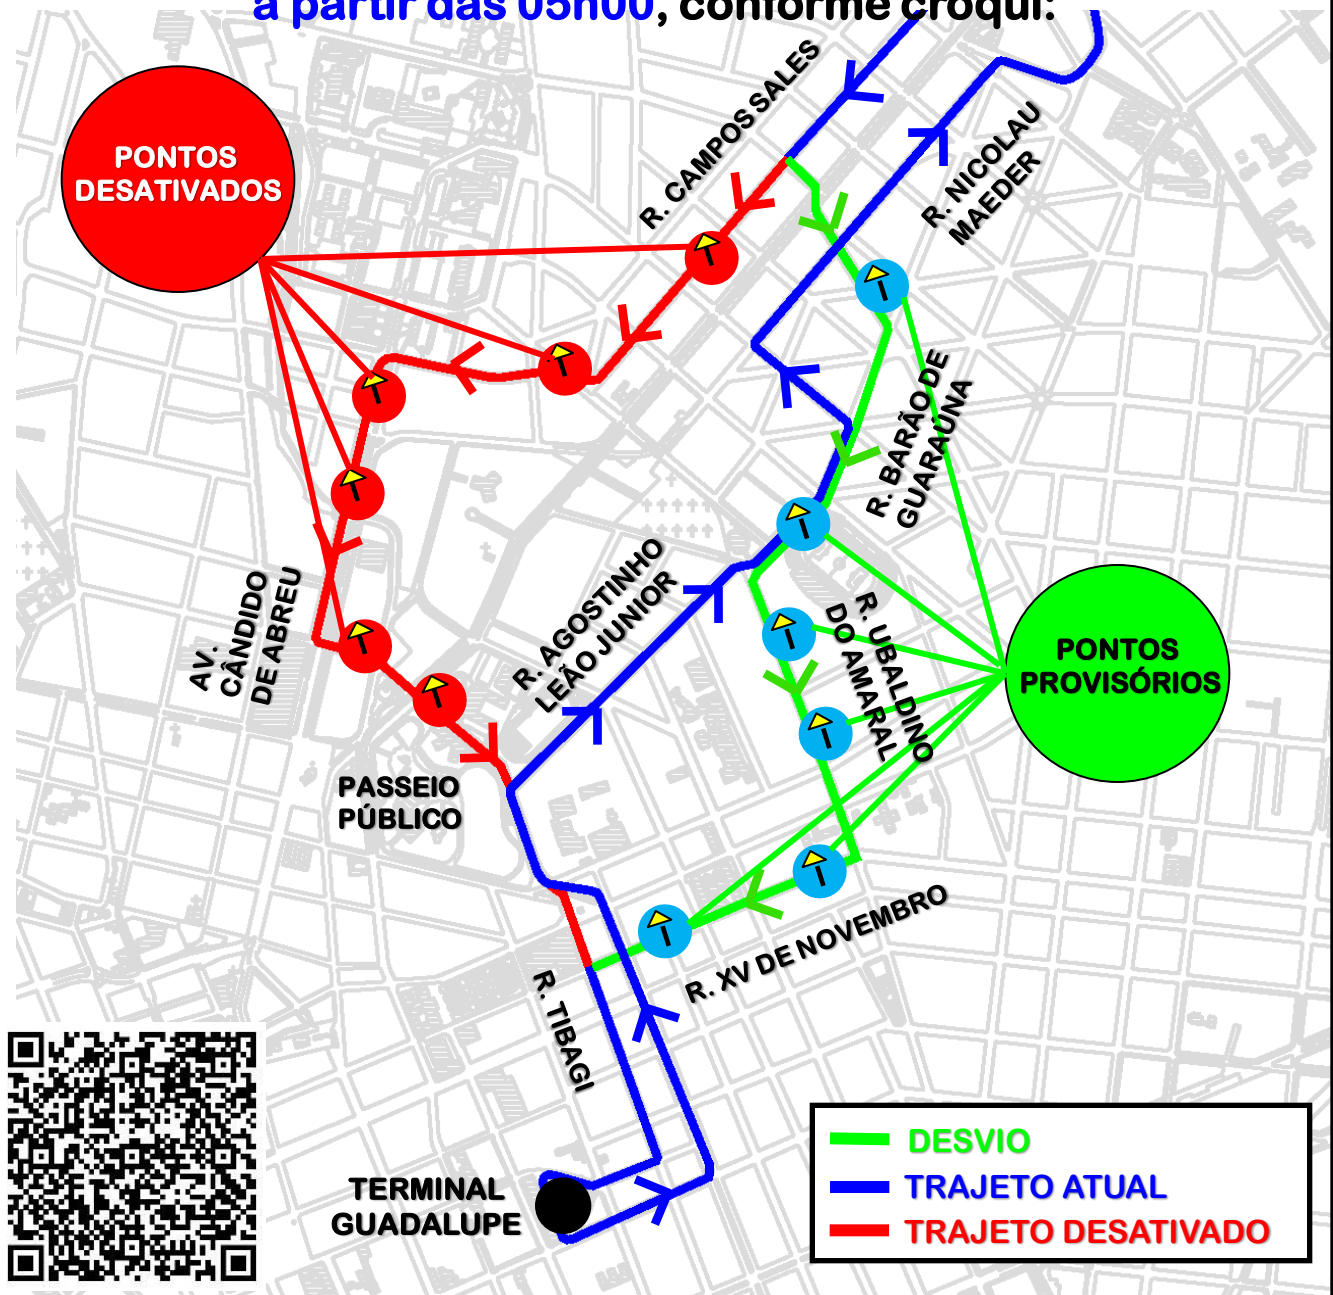 a partir das 05h00, conforme croqui:
R. CAMPOS SALES
PONTOS
DESATIVADOS
R. NICOLAU
MAEDER
R. BARÃO DE
GUARAÚNA
R. AGOSTINHO
LEÃO JUNIOR
AV.
CÂNDIDO
DE ABREU
R. UBALDINO
DO AMARAL
PONTOS
PROVISÓRIOS
PASSEIO
PÚBLICO
R. XV DE NOVEMBRO
R. TIBAGI
TERMINAL
GUADALUPE
DESVIO
TRAJETO ATUAL
TRAJETO DESATIVADO